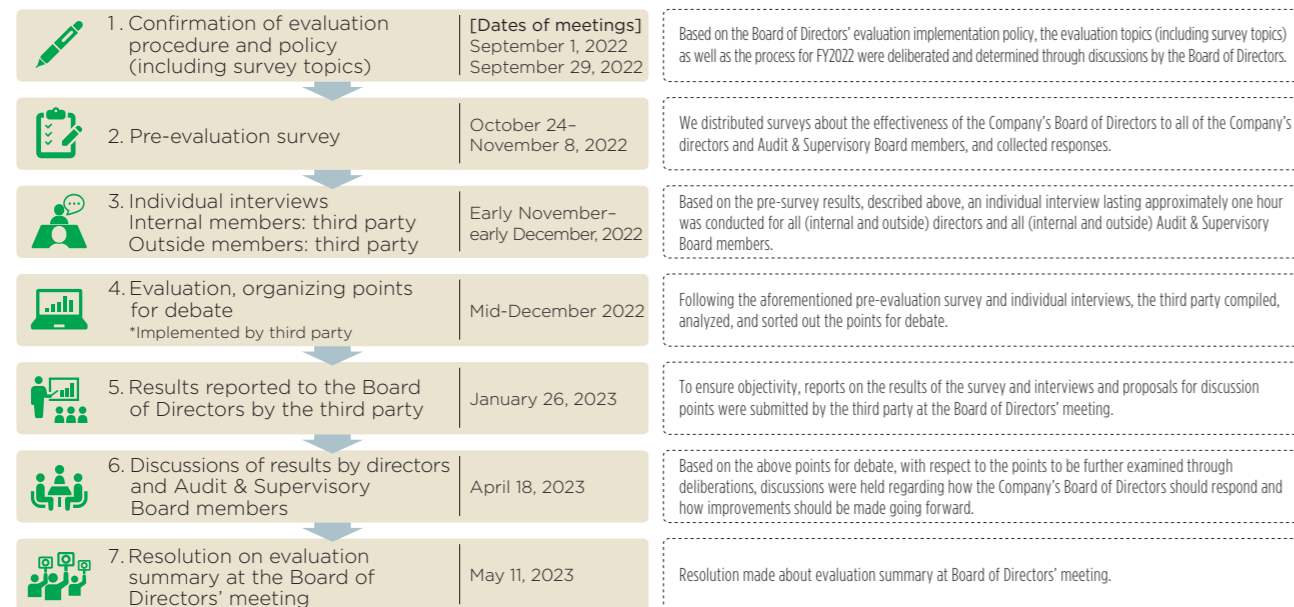 1. Confirmation of evaluation
procedure and policy
(including survey topics)
[Dates of meetings]
September 1, 2022
September 29, 2022
Based on the Board of Directors’ evaluation implementation policy, the evaluation topics (including survey topics)
as well as the process for FY2022 were deliberated and determined through discussions by the Board of Directors.
2. Pre-evaluation survey
October 24–
November 8, 2022
We distributed surveys about the effectiveness of the Company’s Board of Directors to all of the Company’s
directors and Audit & Supervisory Board members, and collected responses.
3. Individual interviews
Internal members: third party
Outside members: third party
Early November–
early December, 2022
Based on the pre-survey results, described above, an individual interview lasting approximately one hour
was conducted for all (internal and outside) directors and all (internal and outside) Audit & Supervisory
Board members.
4. Evaluation, organizing points
for debate
*Implemented by third party
Mid-December 2022
Following the aforementioned pre-evaluation survey and individual interviews, the third party compiled,
analyzed, and sorted out the points for debate.
5. Results reported to the Board
of Directors by the third party
January 26, 2023
To ensure objectivity, reports on the results of the survey and interviews and proposals for discussion
points were submitted by the third party at the Board of Directors’ meeting.
6. Discussions of results by directors
and Audit & Supervisory
Board members
April 18, 2023
Based on the above points for debate, with respect to the points to be further examined through
deliberations, discussions were held regarding how the Company’s Board of Directors should respond and
how improvements should be made going forward.
7. Resolution on evaluation
summary at the Board of
Directors’ meeting
May 11, 2023
Resolution made about evaluation summary at Board of Directors’ meeting.